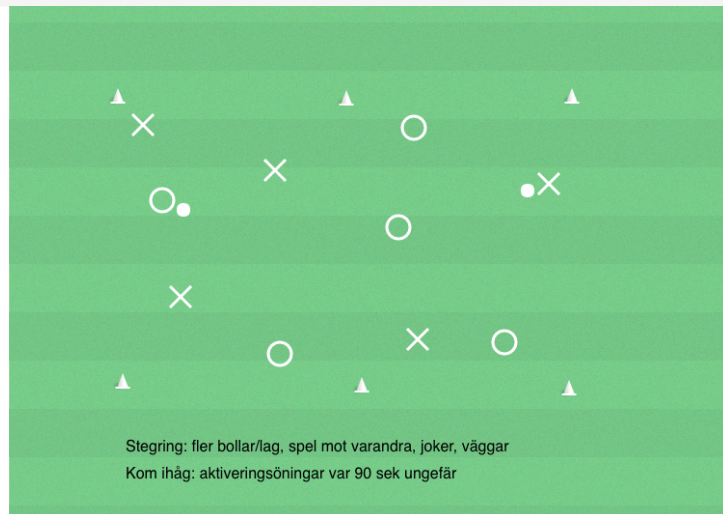 Stegring: fler bollar/lag, spel mot varandra, joker, väggar
Kom ihåg: aktiveringsöningar var 90 sek ungefär